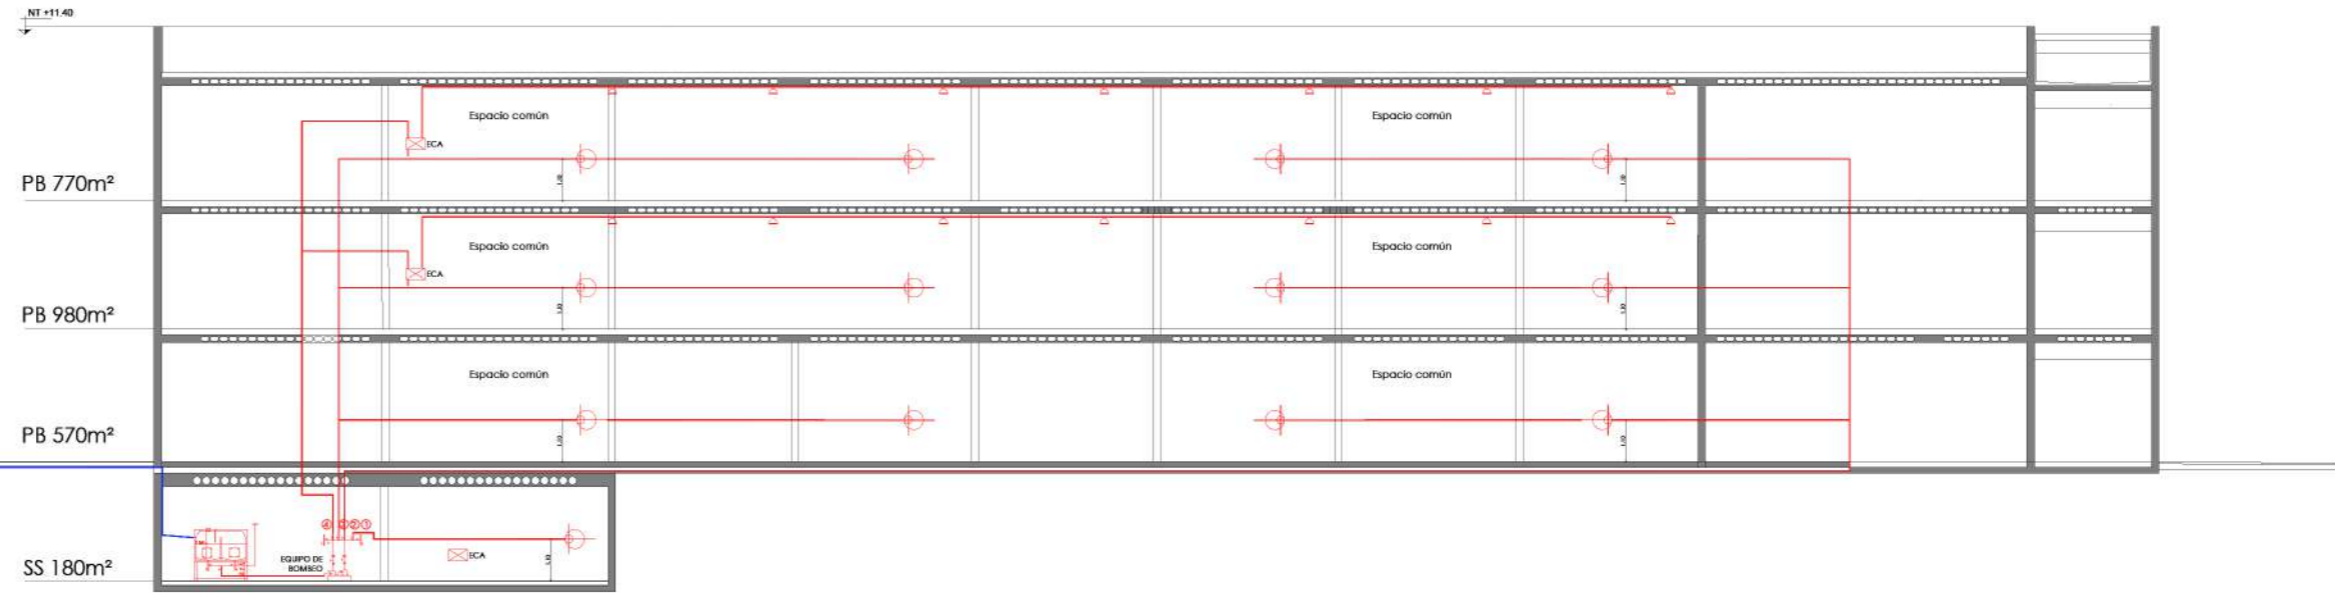 NT +11.40
Espacio común
Espacio común
ECA
PB 770m²
Espacio común
Espacio común
ECA
PB 980m²
Espacio común
Espacio común
PB 570m²
EQUIPO DE
BOMBEO
ECA
SS 180m²